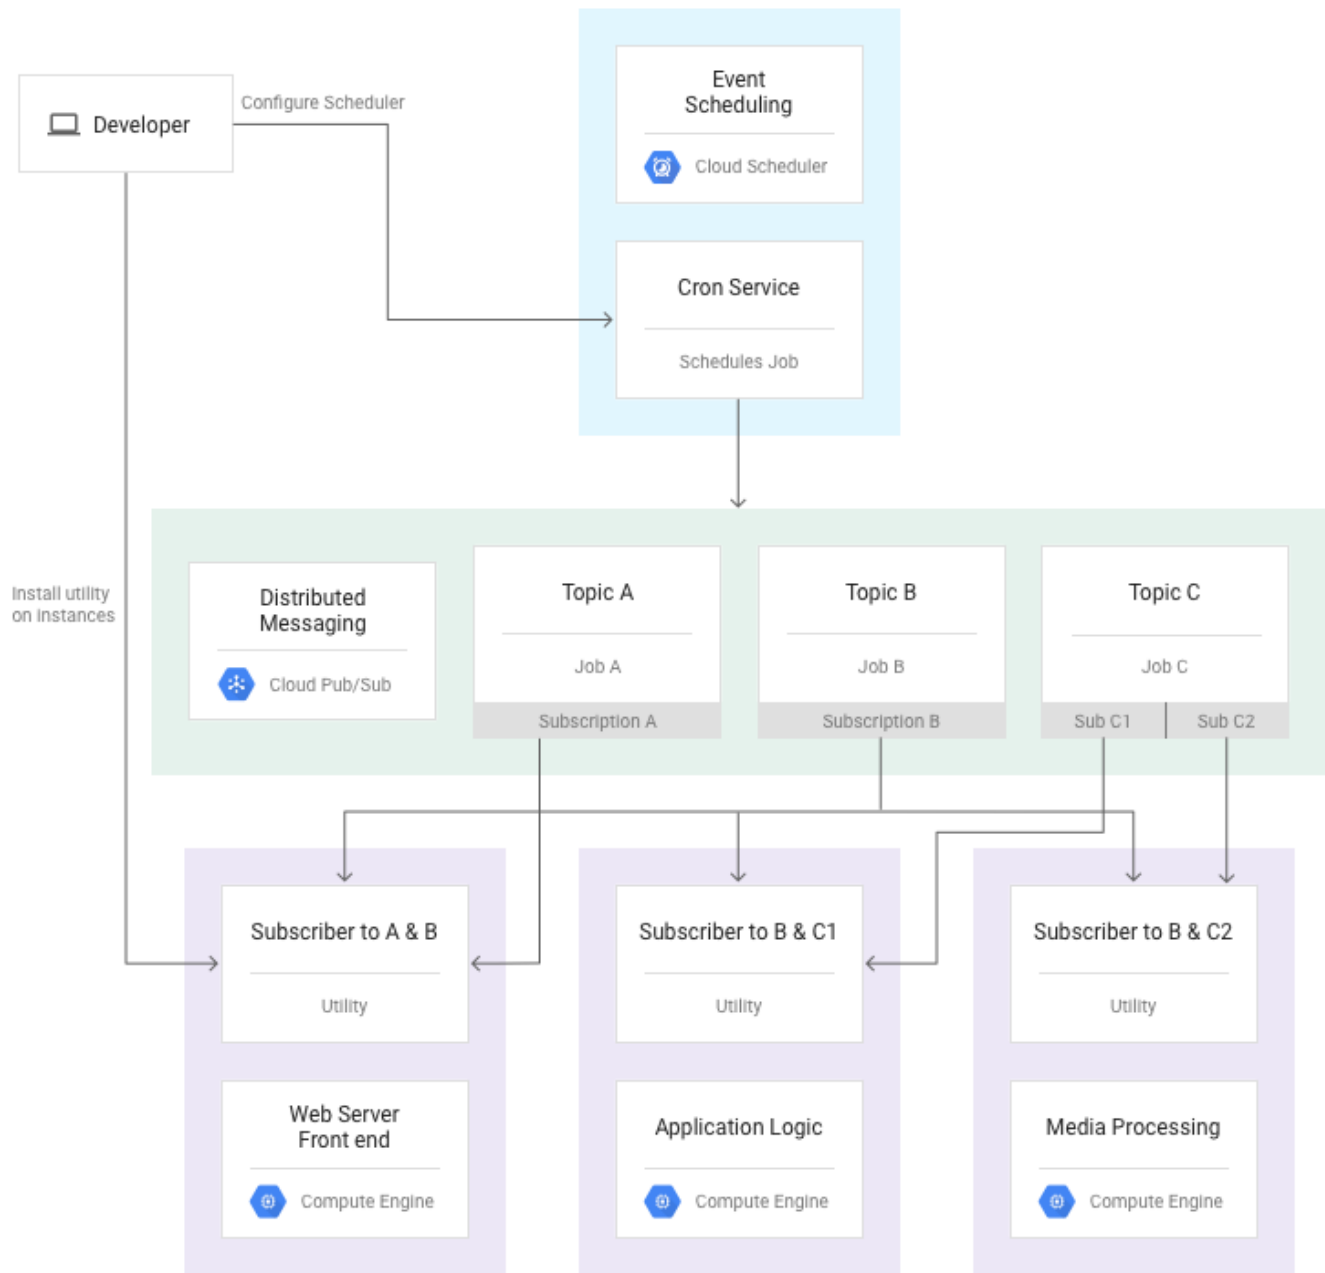 Event
Scheduling
Cloud Scheduler
Configure Scheduler
Developer
Cron Service
Schedules Job
Install utility
on instances
Distributed
Messaging
Cloud Pub/Sub
Topic A
Job A
Subscription A
Topic B
Job B
Subscription B
Topic C
Job C
Sub C1
Sub C2
Subscriber to A & B
Utility
Subscriber to B & C1
Utility
Subscriber to B & C2
Utility
Web Server
Front end
Compute Engine
Application Logic
Compute Engine
Media Processing
Compute Engine